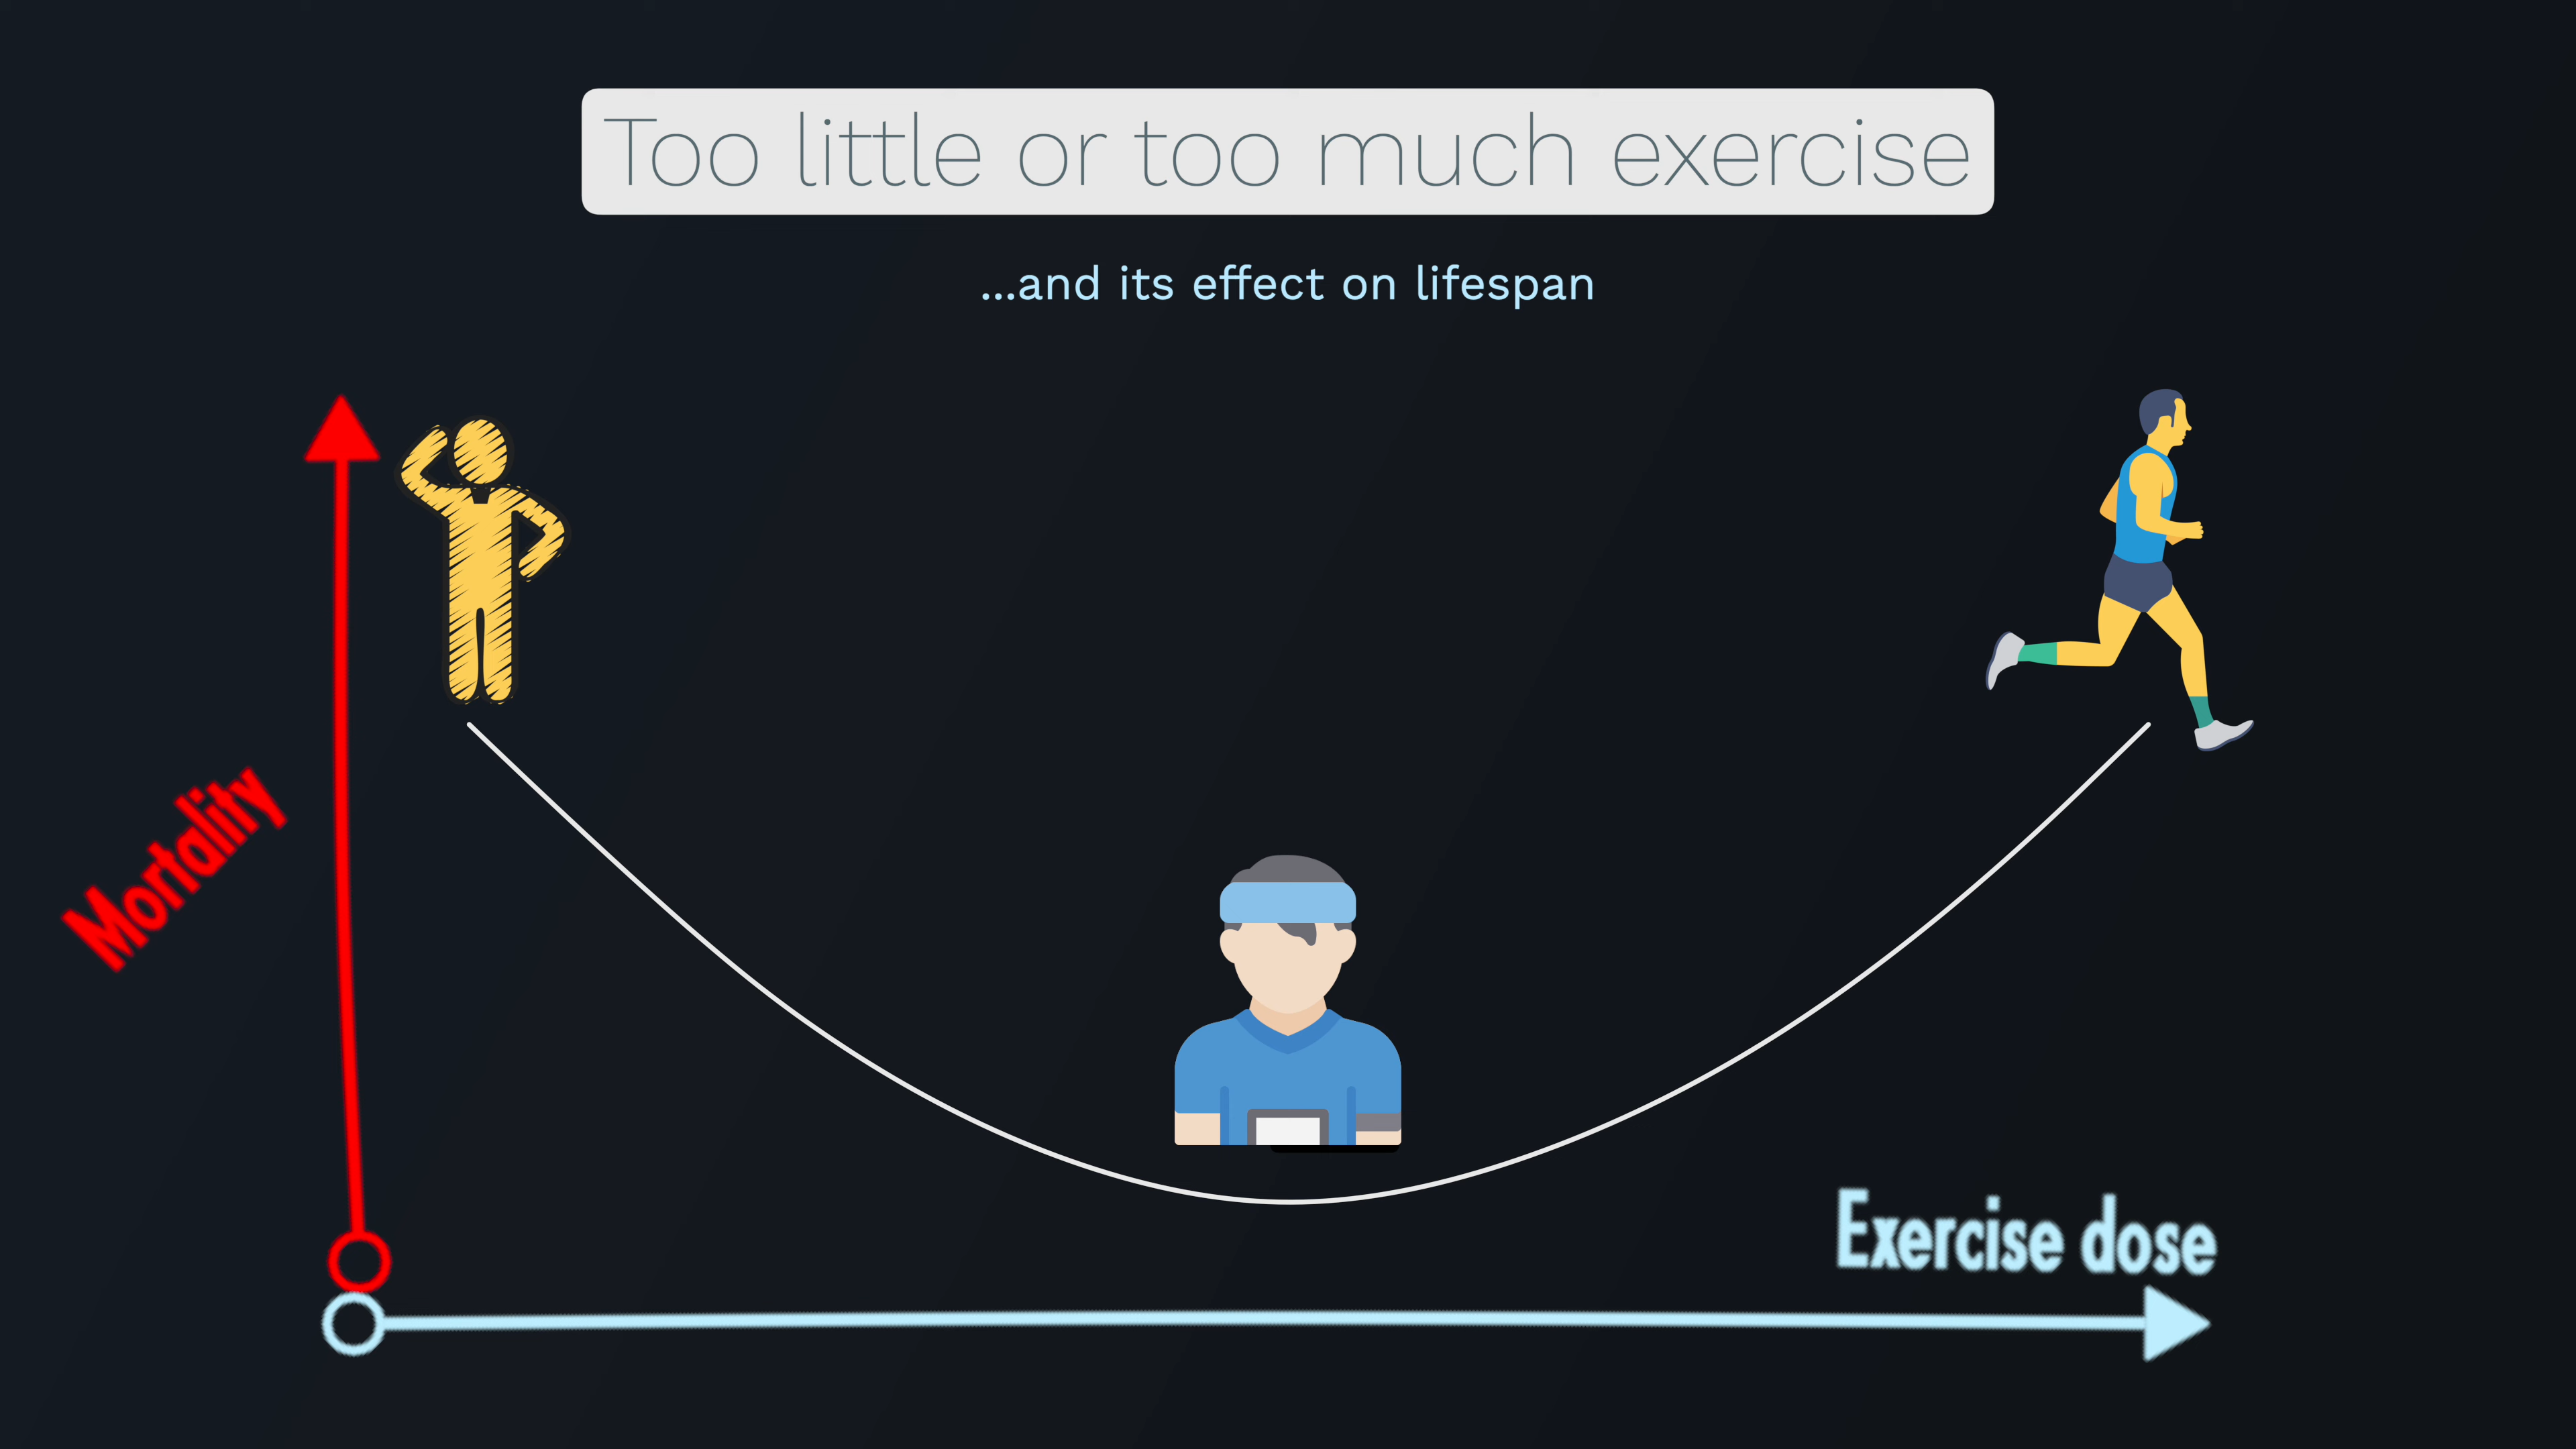 Too little or too much exercise
...and its effect on lifespan
Mortality
Exercise dose